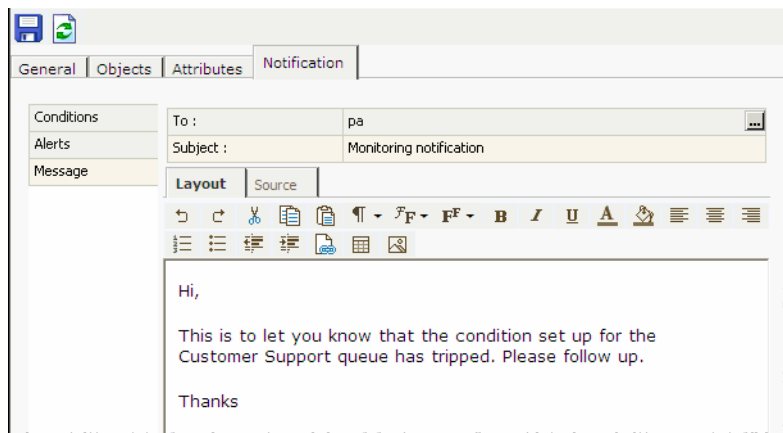 General Objects Attributes Notification
Conditions
Alerts
Message
To : pa ...
Subject : Monitoring notification
Layout Source
Hi,
This is to let you know that the condition set up for the
Customer Support queue has tripped. Please follow up.
Thanks